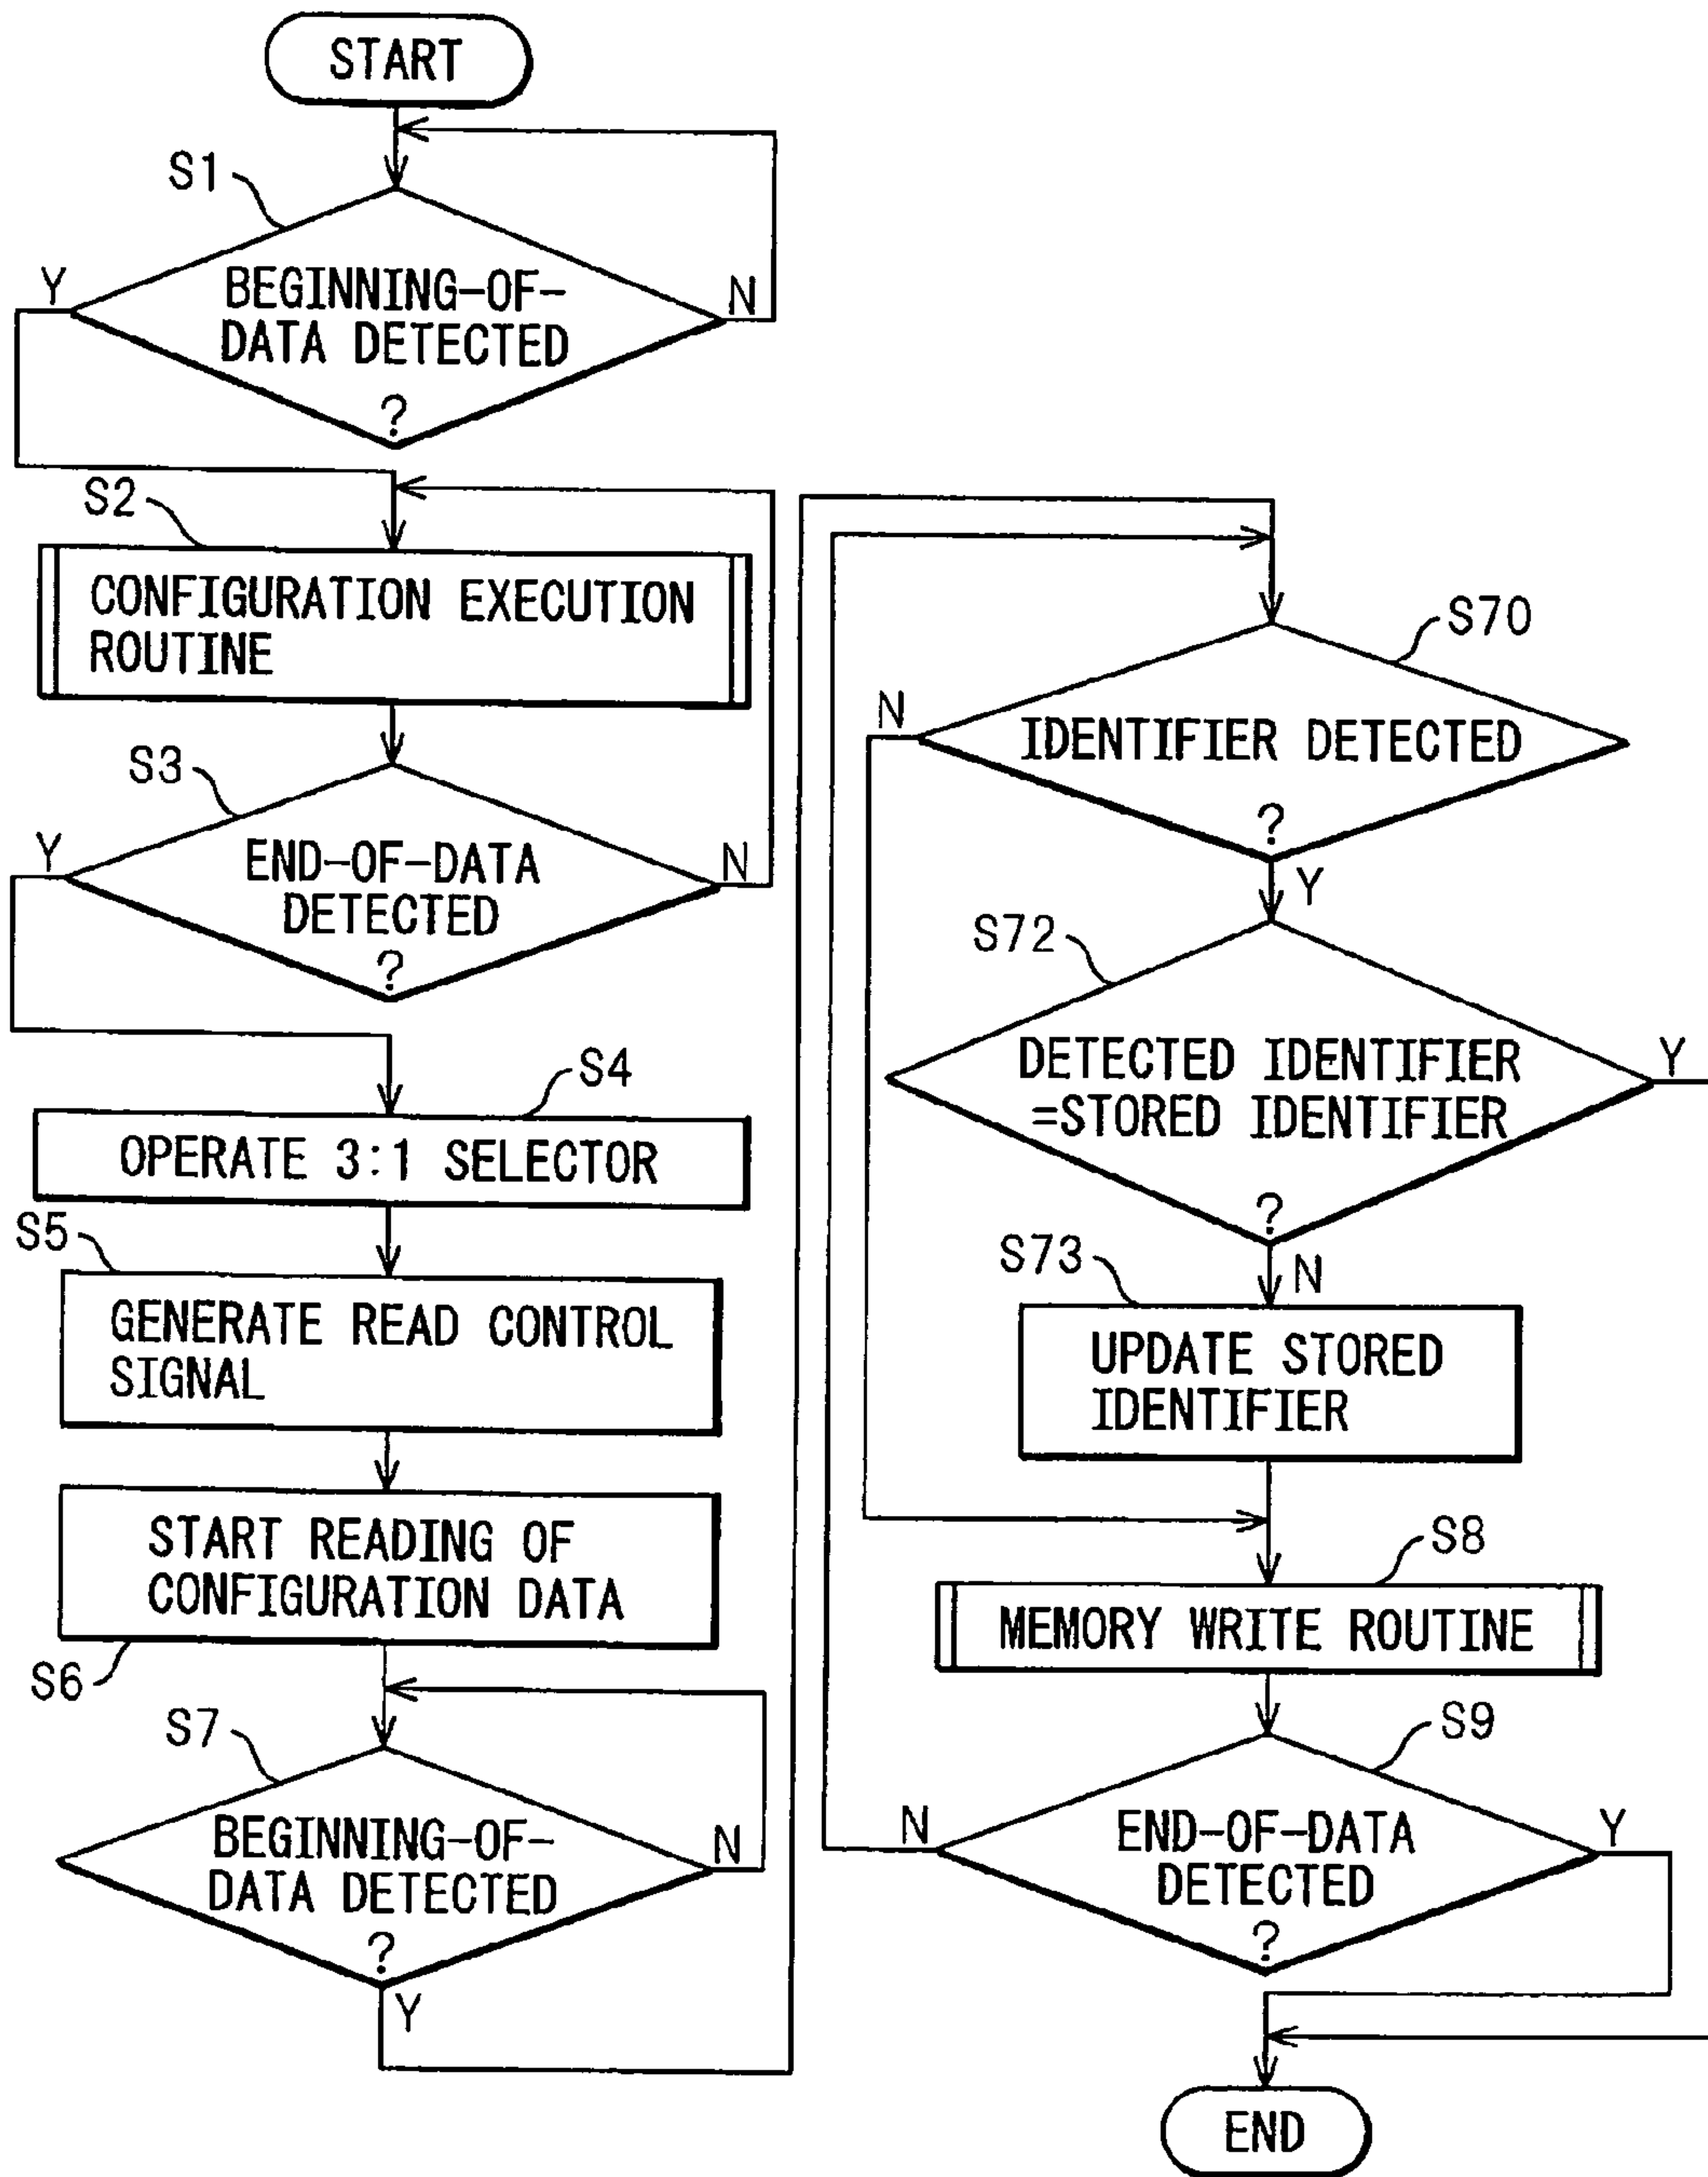 START
S1
Y
BEGINNING-OF-
DATA DETECTED
?
N
S2
CONFIGURATION EXECUTION
ROUTINE
S3
Y
END-OF-DATA
DETECTED
?
N
S4
OPERATE 3:1 SELECTOR
S5
GENERATE READ CONTROL
SIGNAL
START READING OF
CONFIGURATION DATA
S6
S7
BEGINNING-OF-
DATA DETECTED
?
N
Y
S70
N
IDENTIFIER DETECTED
?
Y
S72
DETECTED IDENTIFIER
=STORED IDENTIFIER
?
Y
N
S73
UPDATE STORED
IDENTIFIER
S8
MEMORY WRITE ROUTINE
S9
N
END-OF-DATA
DETECTED
?
Y
END